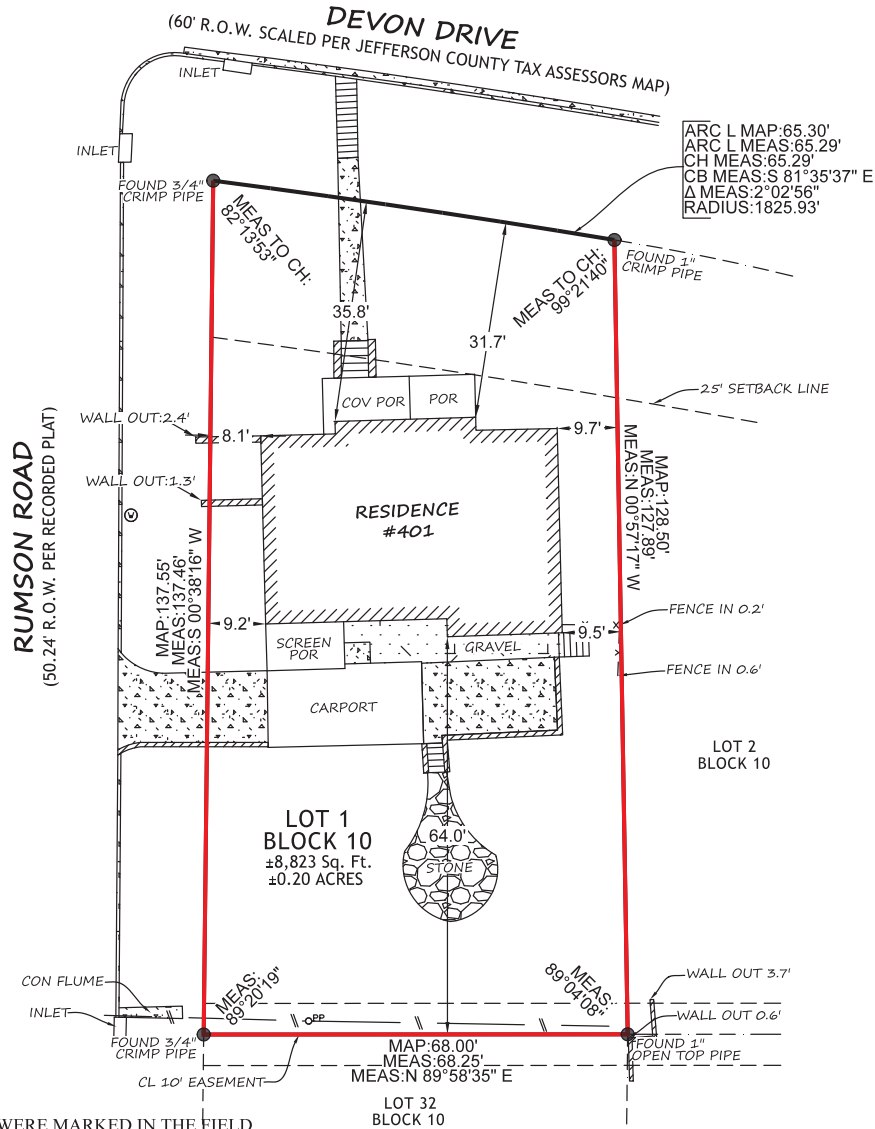 DEVON DRIVE
(60' R.O.W. SCALED PER JEFFERSON COUNTY TAX ASSESSORS MAP)
INLET
INLET
ARC L MAP:65.30'
ARC L MEAS:65.29'
CH MEAS:65.29'
CB MEAS:S 81°35'37" E
Δ MEAS:2°02'56"
RADIUS:1825.93'
FOUND 3/4"
CRIMP PIPE
MEAS TO CH:
82°13'53"
FOUND 1"
CRIMP PIPE
MEAS TO CH:
99°21'40"
35.8'
31.7'
25' SETBACK LINE
COV POR
POR
WALL OUT:2.4'
8.1'
9.7'
WALL OUT:1.3'
RUMSON ROAD
(50.24' R.O.W. PER RECORDED PLAT)
W
RESIDENCE
#401
MAP:128.50'
MEAS:127.89'
MEAS:N 00°57'17" W
MAP:137.55'
MEAS:137.46'
MEAS:S 00°38'16" W
FENCE IN 0.2'
9.2'
9.5'
X
X
SCREEN
POR
GRAVEL
FENCE IN 0.6'
CARPORT
LOT 2
BLOCK 10
LOT 1
BLOCK 10
±8,823 Sq. Ft.
±0.20 ACRES
64.0'
STONE
CON FLUME
MEAS:
89°20'19"
MEAS:
89°04'08"
WALL OUT 3.7'
INLET
PP
WALL OUT 0.6'
FOUND 3/4"
CRIMP PIPE
FOUND 1"
OPEN TOP PIPE
MAP:68.00'
MEAS:68.25'
MEAS:N 89°58'35" E
CL 10' EASEMENT
LOT 32
BLOCK 10
WERE MARKED IN THE FIELD